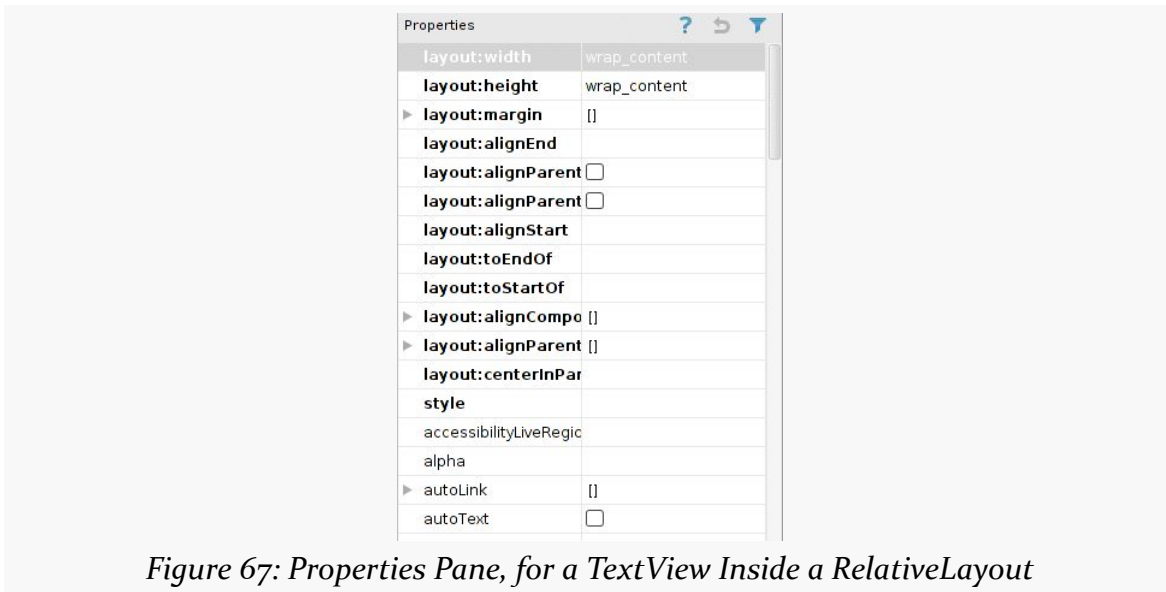 Properties ?
layout:width wrap_content
layout:height wrap_content
layout:margin []
layout:alignEnd
layout:alignParent
layout:alignParent
layout:alignStart
layout:toEndOf
layout:toStartOf
layout:alignCompo []
layout:alignParent []
layout:centerInPar
style
accessibilityLiveRegic
alpha
autoLink []
autoText
Figure 67: Properties Pane, for a TextView Inside a RelativeLayout